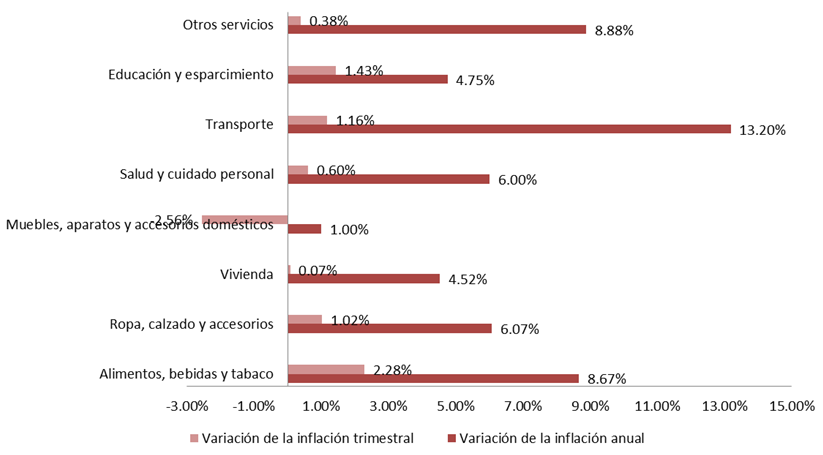 Otros servicios
0.38%
8.88%
Educación y esparcimiento
1.43%
4.75%
Transporte
1.16%
13.20%
Salud y cuidado personal
0.60%
6.00%
-2.56%
Muebles, aparatos y accesorios domésticos
1.00%
Vivienda
0.07%
4.52%
Ropa, calzado y accesorios
1.02%
6.07%
Alimentos, bebidas y tabaco
2.28%
8.67%
-3.00% -1.00% 1.00% 3.00% 5.00% 7.00% 9.00% 11.00% 13.00% 15.00%
Variación de la inflación trimestral Variación de la inflación anual